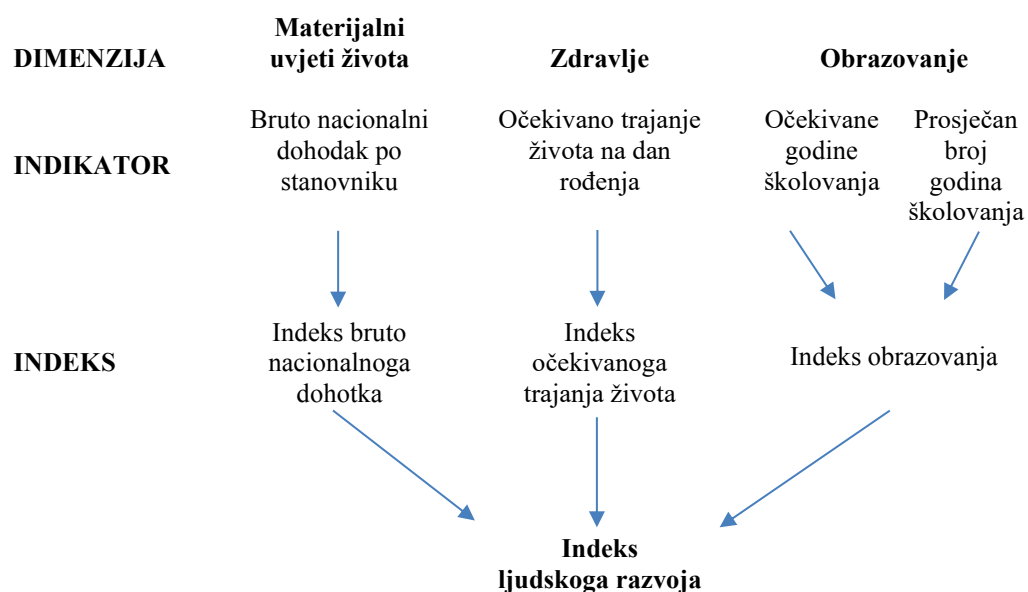 DIMENZIJA
Materijalni
uvjeti života
Zdravlje
Obrazovanje
INDIKATOR
Bruto nacionalni
dohodak po
stanovniku
Očekivano trajanje
života na dan
rođenja
Očekivane
godine
školovanja
Prosječan
broj
godina
školovanja
INDEKS
Indeks bruto
nacionalnoga
dohotka
Indeks
očekivanoga
trajanja života
Indeks obrazovanja
Indeks
ljudskoga razvoja